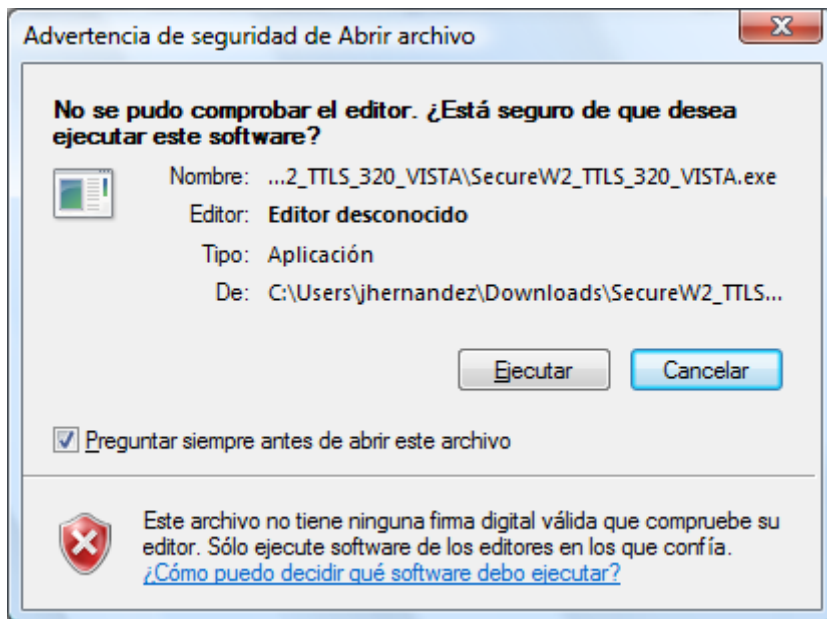 Advertencia de seguridad de Abrir archivo
No se pudo comprobar el editor. ¿Está seguro de que desea
ejecutar este software?
Nombre: ...2_TTLS_320_VISTA\SecureW2_TTLS_320_VISTA.exe
Editor: Editor desconocido
Tipo: Aplicación
De: C:\Users\jhernandez\Downloads\SecureW2_TTLS...
Ejecutar Cancelar
Preguntar siempre antes de abrir este archivo
Este archivo no tiene ninguna firma digital válida que compruebe su
editor. Sólo ejecute software de los editores en los que confía.
¿Cómo puedo decidir qué software debo ejecutar?